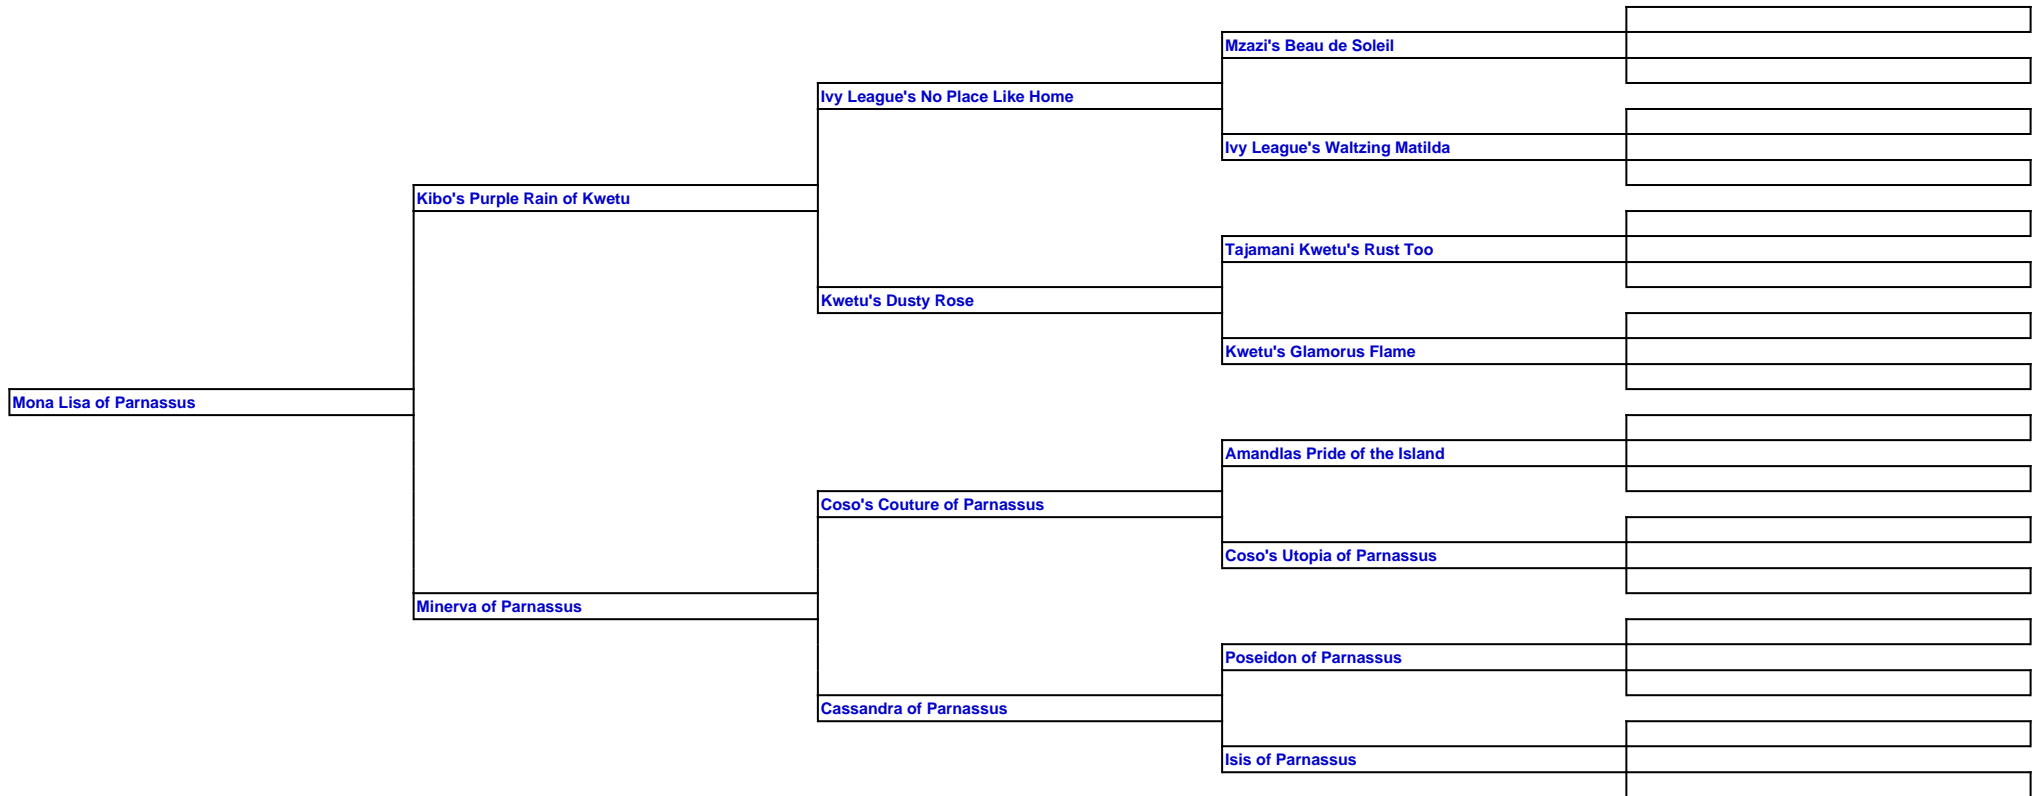 Mzazi's Beau de Soleil
Ivy League's No Place Like Home
Ivy League's Waltzing Matilda
Kibo's Purple Rain of Kwetu
Tajamani Kwetu's Rust Too
Kwetu's Dusty Rose
Kwetu's Glamorus Flame
Mona Lisa of Parnassus
Amandlas Pride of the Island
Coso's Couture of Parnassus
Coso's Utopia of Parnassus
Minerva of Parnassus
Poseidon of Parnassus
Cassandra of Parnassus
Isis of Parnassus